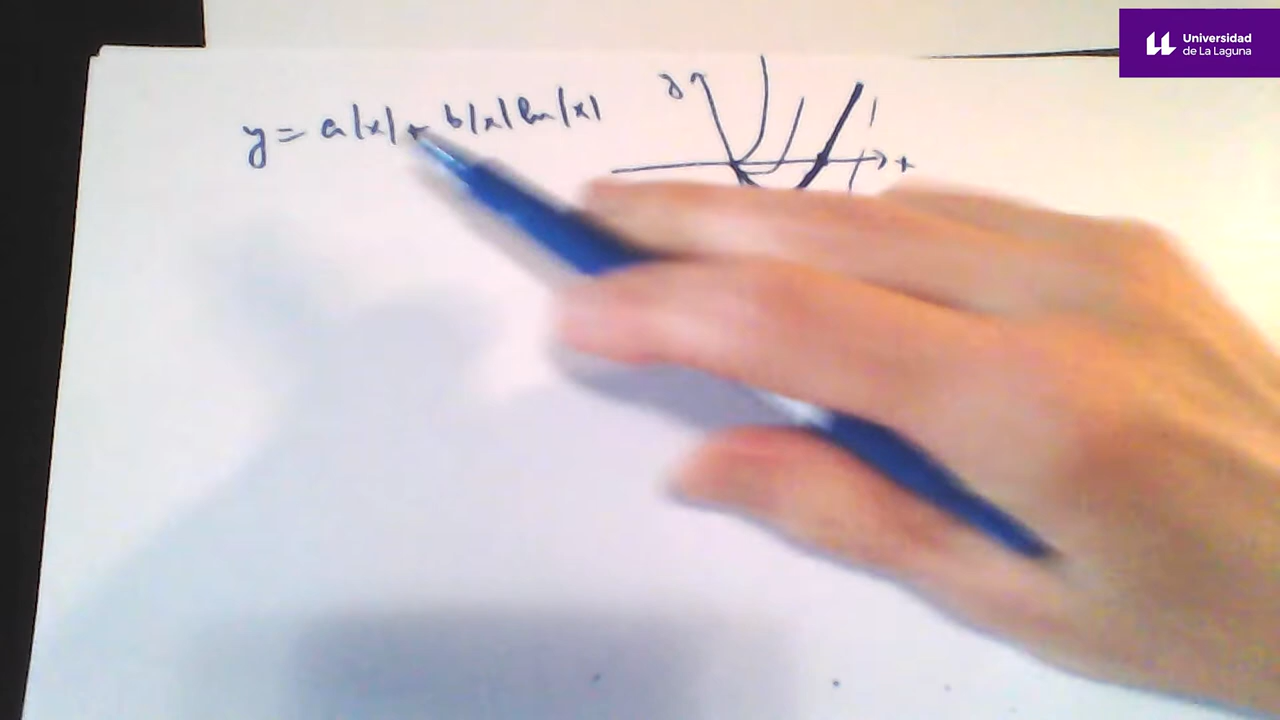 Universidad
de La Laguna
y = a|x| + b|x| ln|x|
y
x